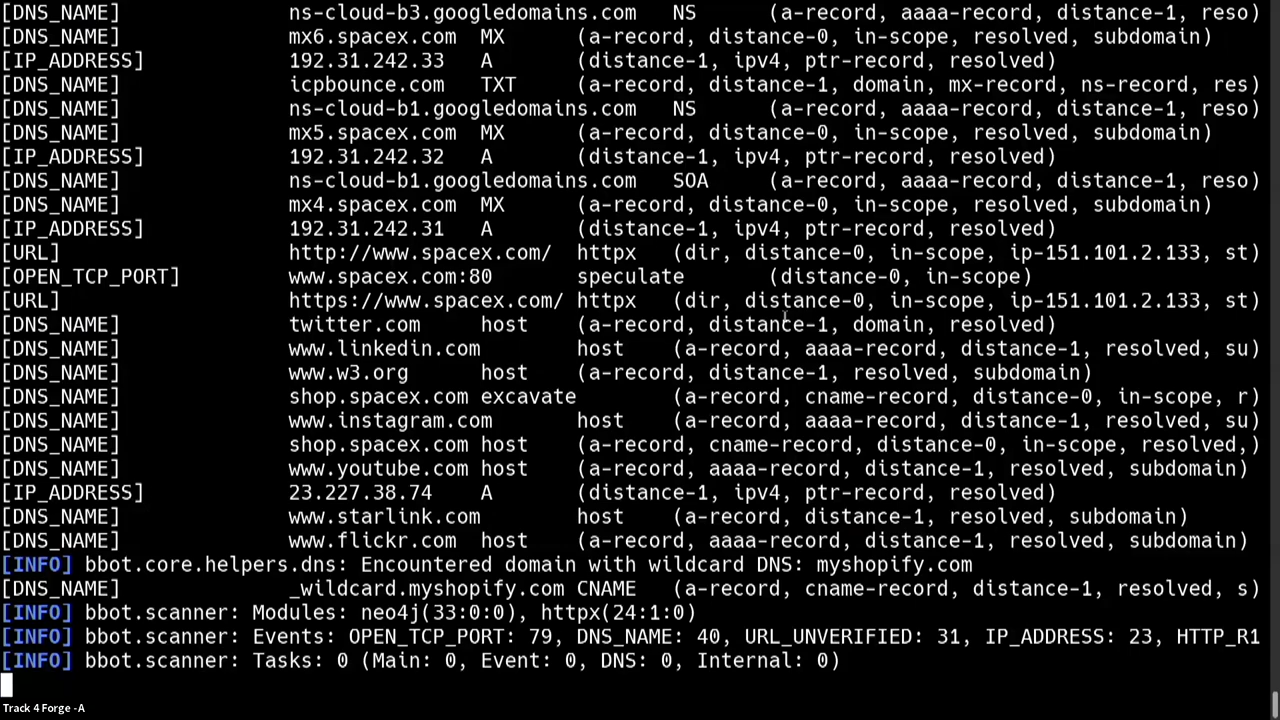 [DNS_NAME] ns-cloud-b3.googledomains.com NS (a-record, aaaa-record, distance-1, reso)
[DNS_NAME] mx6.spacex.com MX (a-record, distance-0, in-scope, resolved, subdomain)
[IP_ADDRESS] 192.31.242.33 A (distance-1, ipv4, ptr-record, resolved)
[DNS_NAME] icpbounce.com TXT (a-record, distance-1, domain, mx-record, ns-record, res)
[DNS_NAME] ns-cloud-b1.googledomains.com NS (a-record, aaaa-record, distance-1, reso)
[DNS_NAME] mx5.spacex.com MX (a-record, distance-0, in-scope, resolved, subdomain)
[IP_ADDRESS] 192.31.242.32 A (distance-1, ipv4, ptr-record, resolved)
[DNS_NAME] ns-cloud-b1.googledomains.com SOA (a-record, aaaa-record, distance-1, reso)
[DNS_NAME] mx4.spacex.com MX (a-record, distance-0, in-scope, resolved, subdomain)
[IP_ADDRESS] 192.31.242.31 A (distance-1, ipv4, ptr-record, resolved)
[URL] http://www.spacex.com/ httpx (dir, distance-0, in-scope, ip-151.101.2.133, st)
[OPEN_TCP_PORT] www.spacex.com:80 speculate (distance-0, in-scope)
[URL] https://www.spacex.com/ httpx (dir, distance-0, in-scope, ip-151.101.2.133, st)
[DNS_NAME] twitter.com host (a-record, distance-1, domain, resolved)
[DNS_NAME] www.linkedin.com host (a-record, aaaa-record, distance-1, resolved, su)
[DNS_NAME] www.w3.org host (a-record, distance-1, resolved, subdomain)
[DNS_NAME] shop.spacex.com excavate (a-record, cname-record, distance-0, in-scope, r)
[DNS_NAME] www.instagram.com host (a-record, aaaa-record, distance-1, resolved, su)
[DNS_NAME] shop.spacex.com host (a-record, cname-record, distance-0, in-scope, resolved,)
[DNS_NAME] www.youtube.com host (a-record, aaaa-record, distance-1, resolved, subdomain)
[IP_ADDRESS] 23.227.38.74 A (distance-1, ipv4, ptr-record, resolved)
[DNS_NAME] www.starlink.com host (a-record, distance-1, resolved, subdomain)
[DNS_NAME] www.flickr.com host (a-record, aaaa-record, distance-1, resolved, subdomain)
[INFO] bbot.core.helpers.dns: Encountered domain with wildcard DNS: myshopify.com
[DNS_NAME] _wildcard.myshopify.com CNAME (a-record, cname-record, distance-1, resolved, s)
[INFO] bbot.scanner: Modules: neo4j(33:0:0), httpx(24:1:0)
[INFO] bbot.scanner: Events: OPEN_TCP_PORT: 79, DNS_NAME: 40, URL_UNVERIFIED: 31, IP_ADDRESS: 23, HTTP_R1
[INFO] bbot.scanner: Tasks: 0 (Main: 0, Event: 0, DNS: 0, Internal: 0)
Track 4 Forge -A